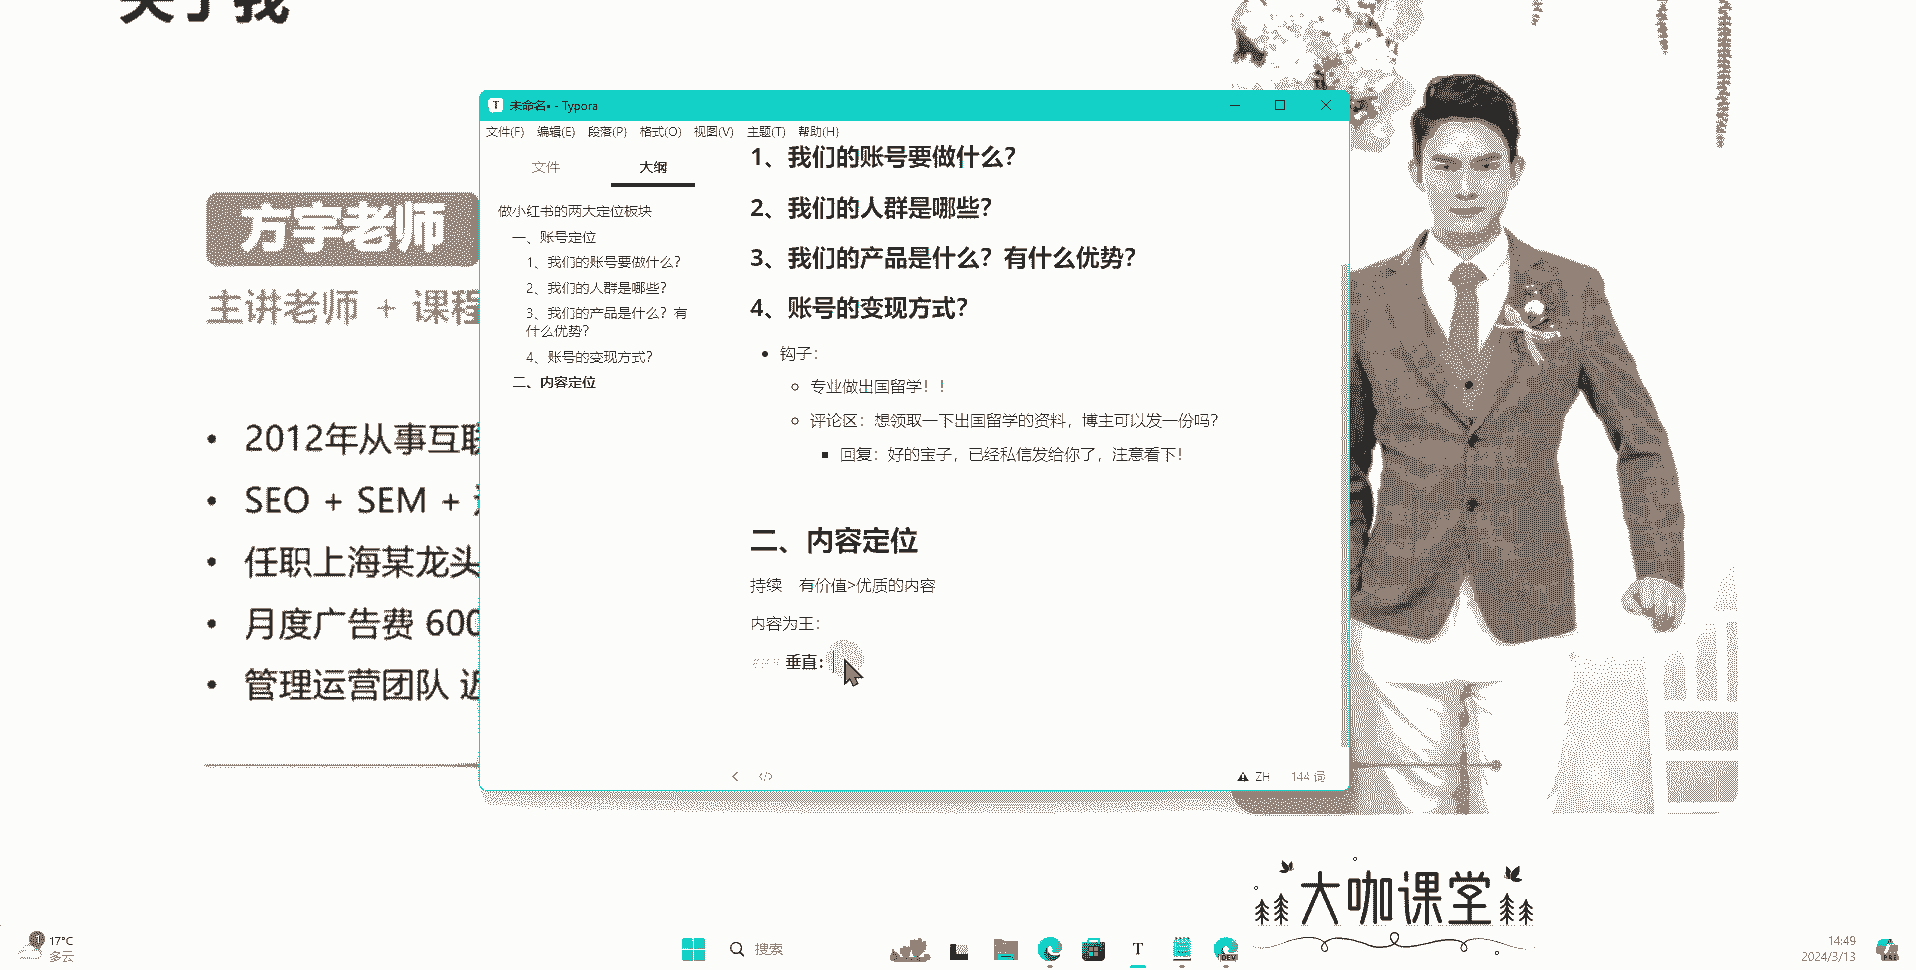 关于我
方宇老师
主讲老师 + 课程
2012年从事互联
SEO + SEM +
任职上海某龙头
月度广告费 600
管理运营团队 近
未命名• - Typora
文件(F) 编辑(E) 段落(P) 格式(O) 视图(V) 主题(T) 帮助(H)
文件 大纲
做小红书的两大定位板块
一、账号定位
1、我们的账号要做什么？
2、我们的人群是哪些？
3、我们的产品是什么？有
什么优势？
4、账号的变现方式？
二、内容定位
1、我们的账号要做什么？
2、我们的人群是哪些？
3、我们的产品是什么？有什么优势？
4、账号的变现方式？
钩子：
专业做出国留学！！
评论区：想领取一下出国留学的资料，博主可以发一份吗？
回复：好的宝子，已经私信发给你了，注意看下！
二、内容定位
持续 有价值>优质的内容
内容为王：
### 垂直：
ZH 144 词
大咖课堂
1
17°C
多云
搜索
T
DEV
14:49
2024/3/13
PRE